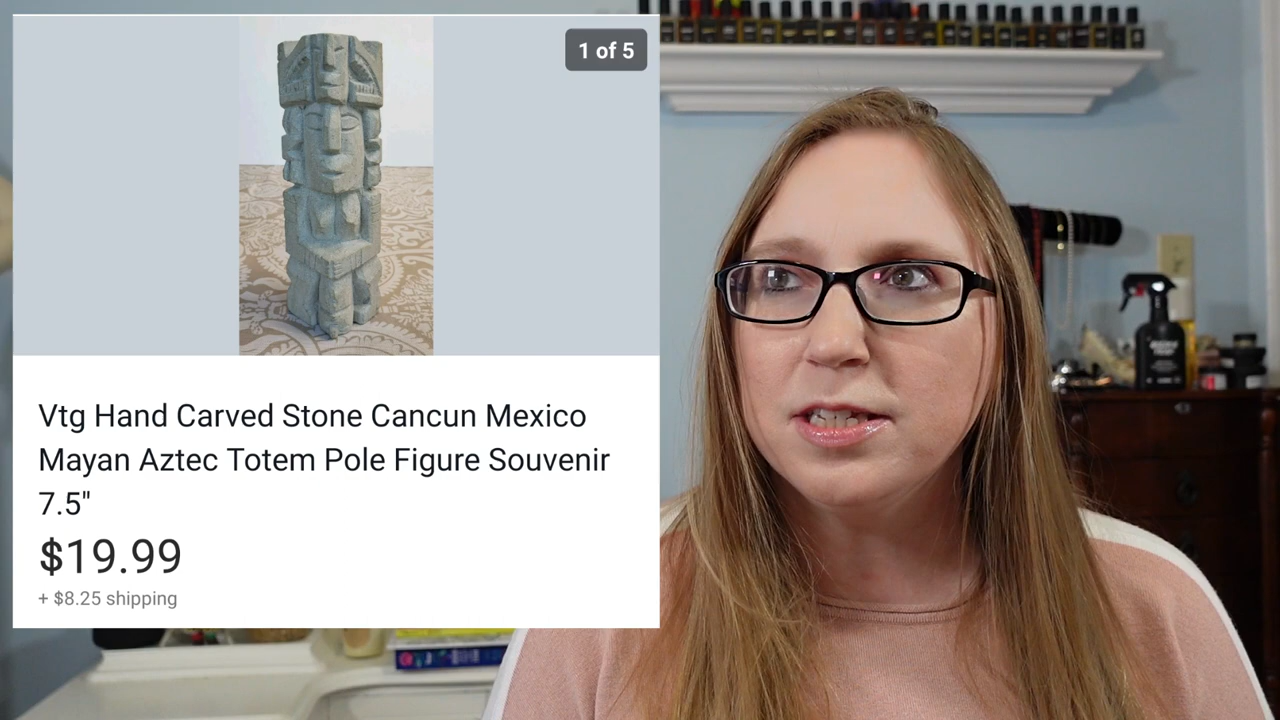 1 of 5
Vtg Hand Carved Stone Cancun Mexico
Mayan Aztec Totem Pole Figure Souvenir
7.5"
$19.99
+ $8.25 shipping